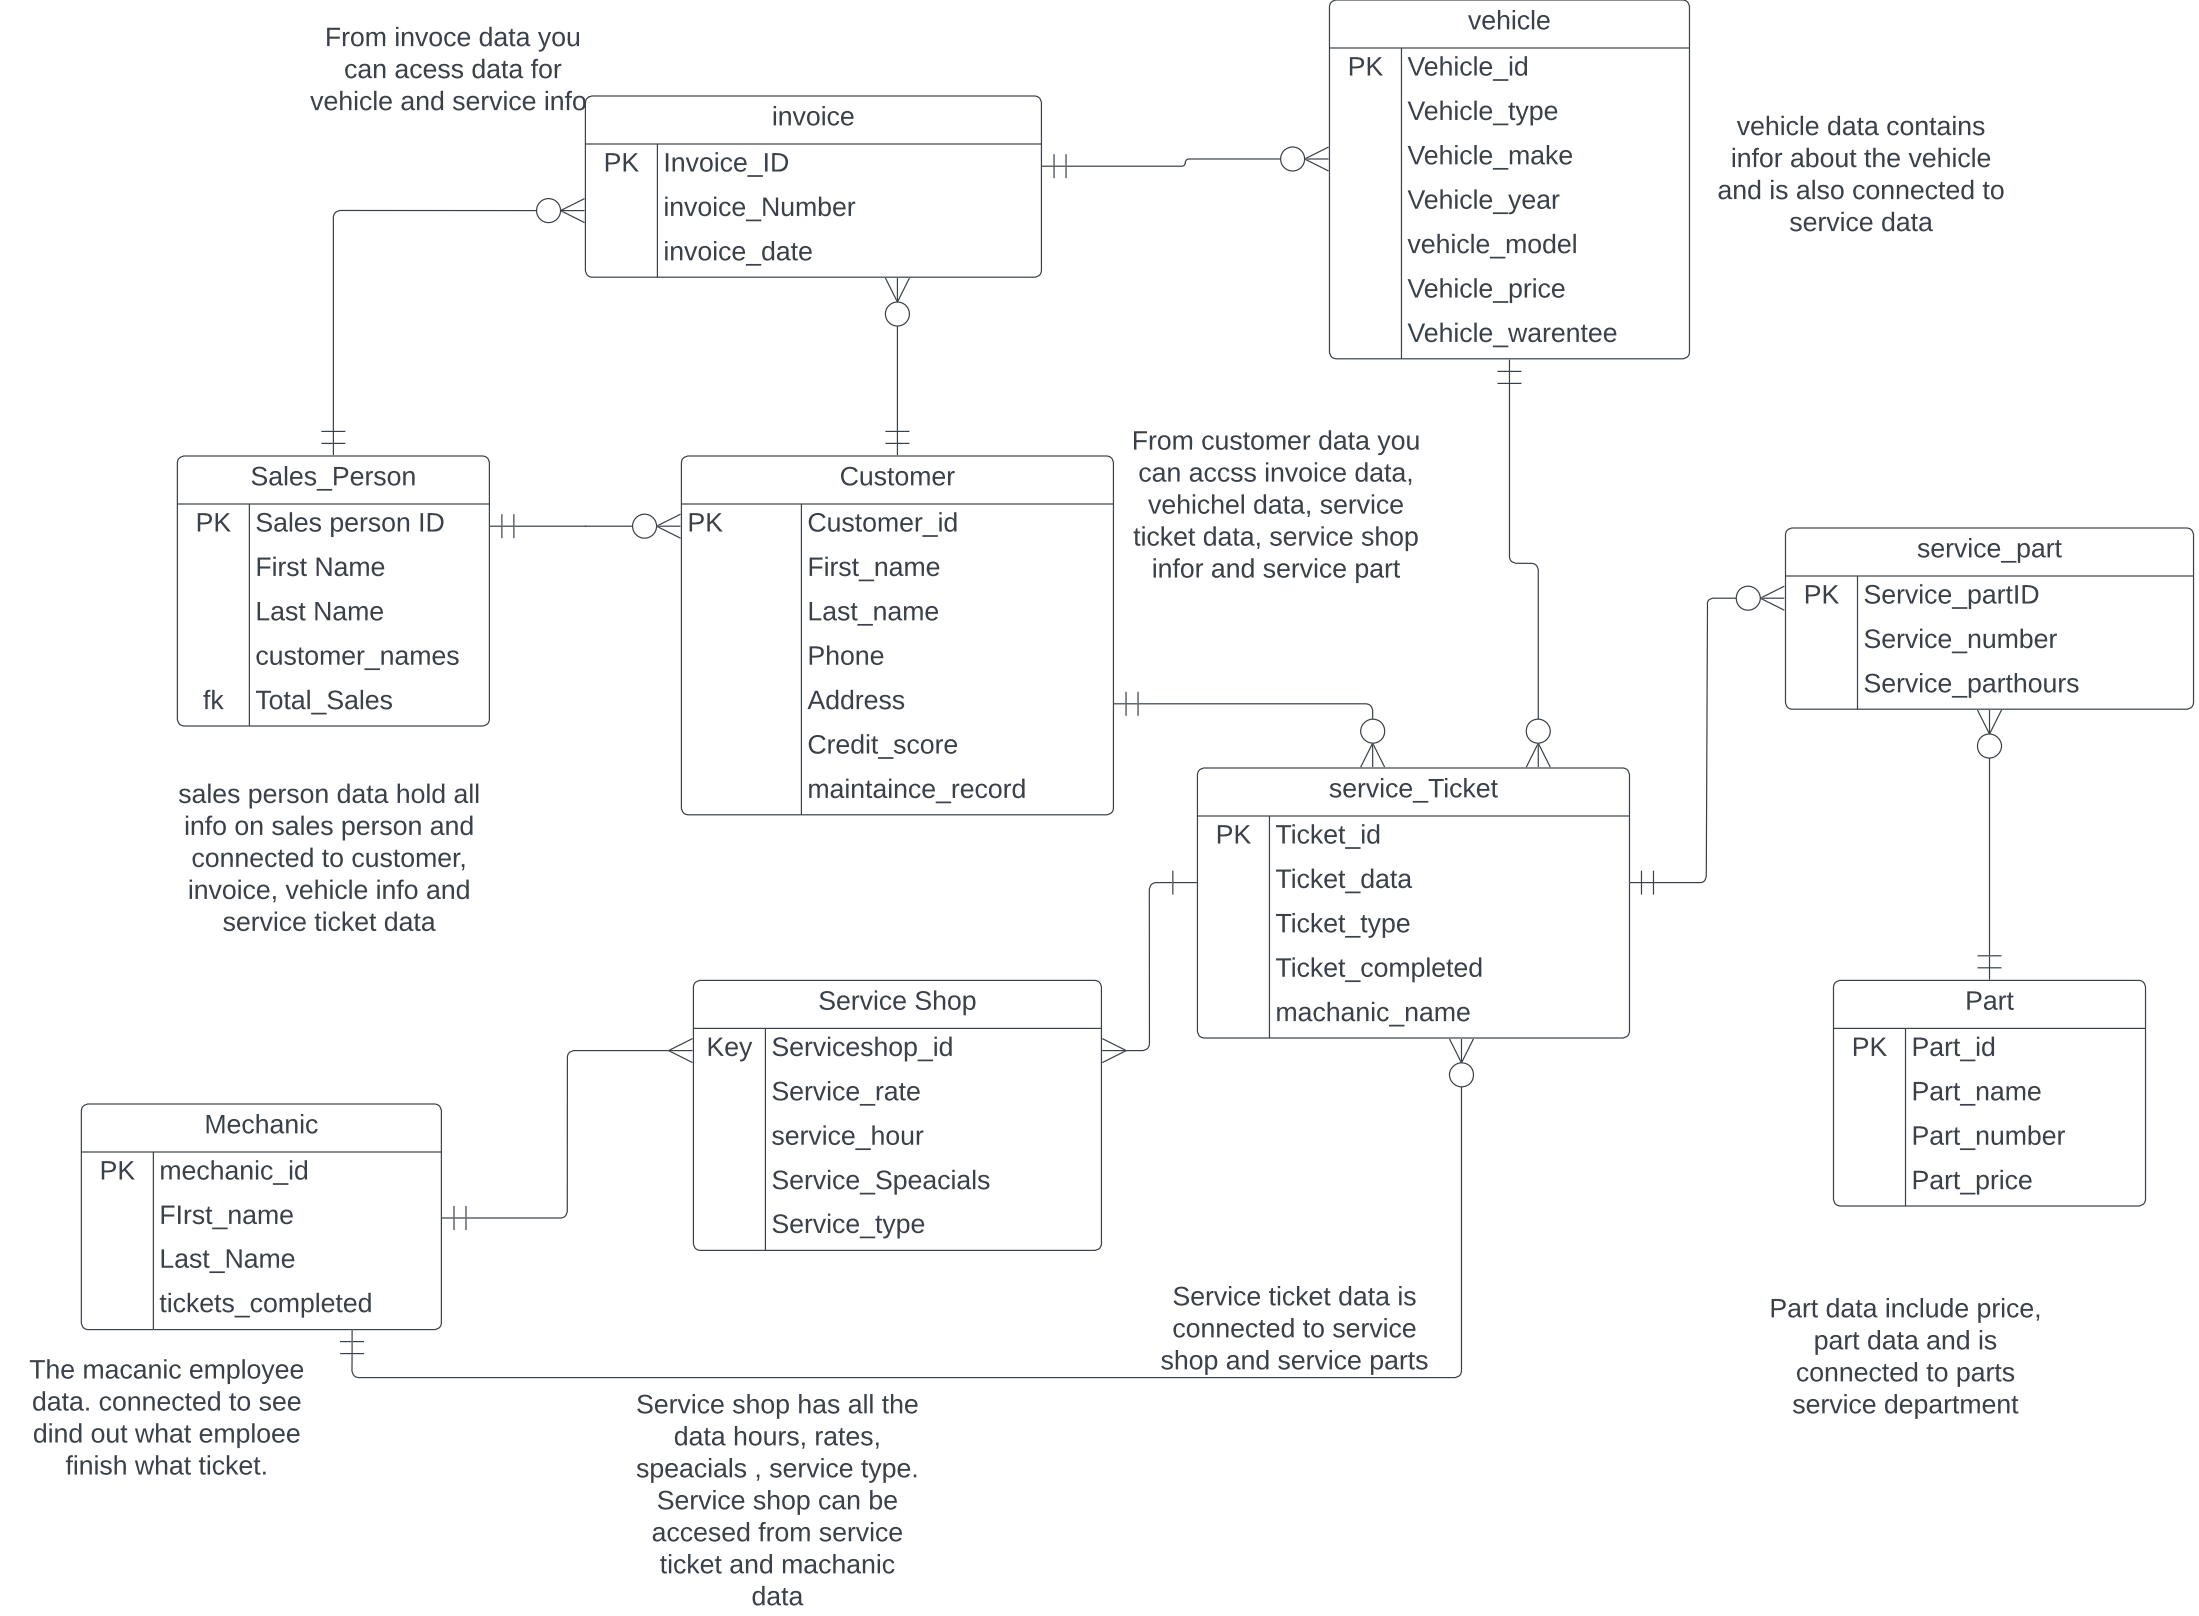 From invoce data you
can acess data for
vehicle and service info
invoice
PK Invoice_ID
invoice_Number
invoice_date
vehicle
PK Vehicle_id
Vehicle_type
Vehicle_make
Vehicle_year
vehicle_model
Vehicle_price
Vehicle_warentee
vehicle data contains
infor about the vehicle
and is also connected to
service data
Sales_Person
PK Sales person ID
First Name
Last Name
customer_names
fk Total_Sales
sales person data hold all
info on sales person and
connected to customer,
invoice, vehicle info and
service ticket data
Customer
PK Customer_id
First_name
Last_name
Phone
Address
Credit_score
maintaince_record
From customer data you
can accss invoice data,
vehichel data, service
ticket data, service shop
infor and service part
service_part
PK Service_partID
Service_number
Service_parthours
service_Ticket
PK Ticket_id
Ticket_data
Ticket_type
Ticket_completed
machanic_name
Service Shop
Key Serviceshop_id
Service_rate
service_hour
Service_Speacials
Service_type
Part
PK Part_id
Part_name
Part_number
Part_price
Mechanic
PK mechanic_id
FIrst_name
Last_Name
tickets_completed
The macanic employee
data. connected to see
dind out what emploee
finish what ticket.
Service ticket data is
connected to service
shop and service parts
Part data include price,
part data and is
connected to parts
service department
Service shop has all the
data hours, rates,
speacials , service type.
Service shop can be
accesed from service
ticket and machanic
data